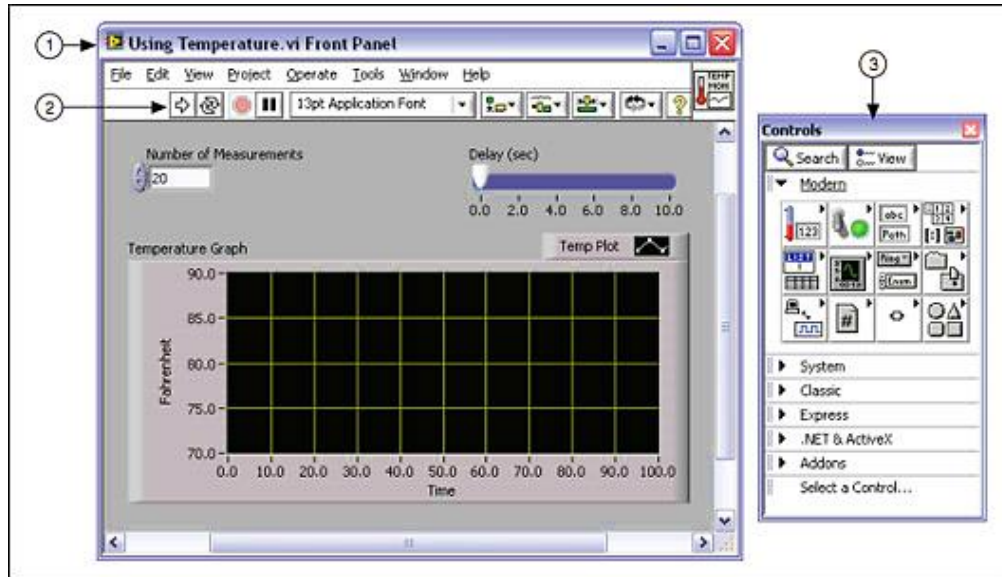 1
Using Temperature.vi Front Panel
File Edit View Project Operate Tools Window Help
TEMP
MON
2
13pt Application Font
?
Number of Measurements
20
Delay (sec)
0.0 2.0 4.0 6.0 8.0 10.0
Temperature Graph
Temp Plot
90.0
85.0
80.0
75.0
70.0
Fahrenheit
0.0 10.0 20.0 30.0 40.0 50.0 60.0 70.0 80.0 90.0 100.0
Time
3
Controls
Search View
Modern
123
abc
Path
LIST
Ring
Enum
#
System
Classic
Express
.NET & ActiveX
Addons
Select a Control...